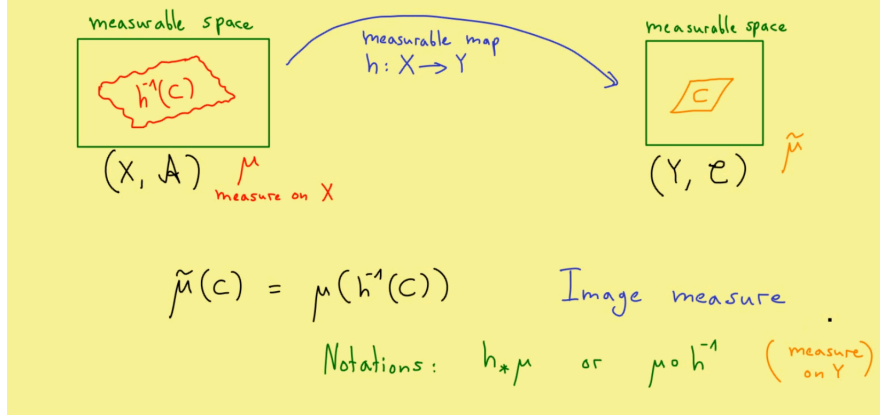 measurable space
measurable map
h: X → Y
measurable space
h⁻¹(C)
C
(X, 𝒜) μ
measure on X
(Y, 𝒞) μ̃
μ̃(C) = μ(h⁻¹(C)) Image measure
Notations: h∗μ or μ∘h⁻¹ (measure on Y)